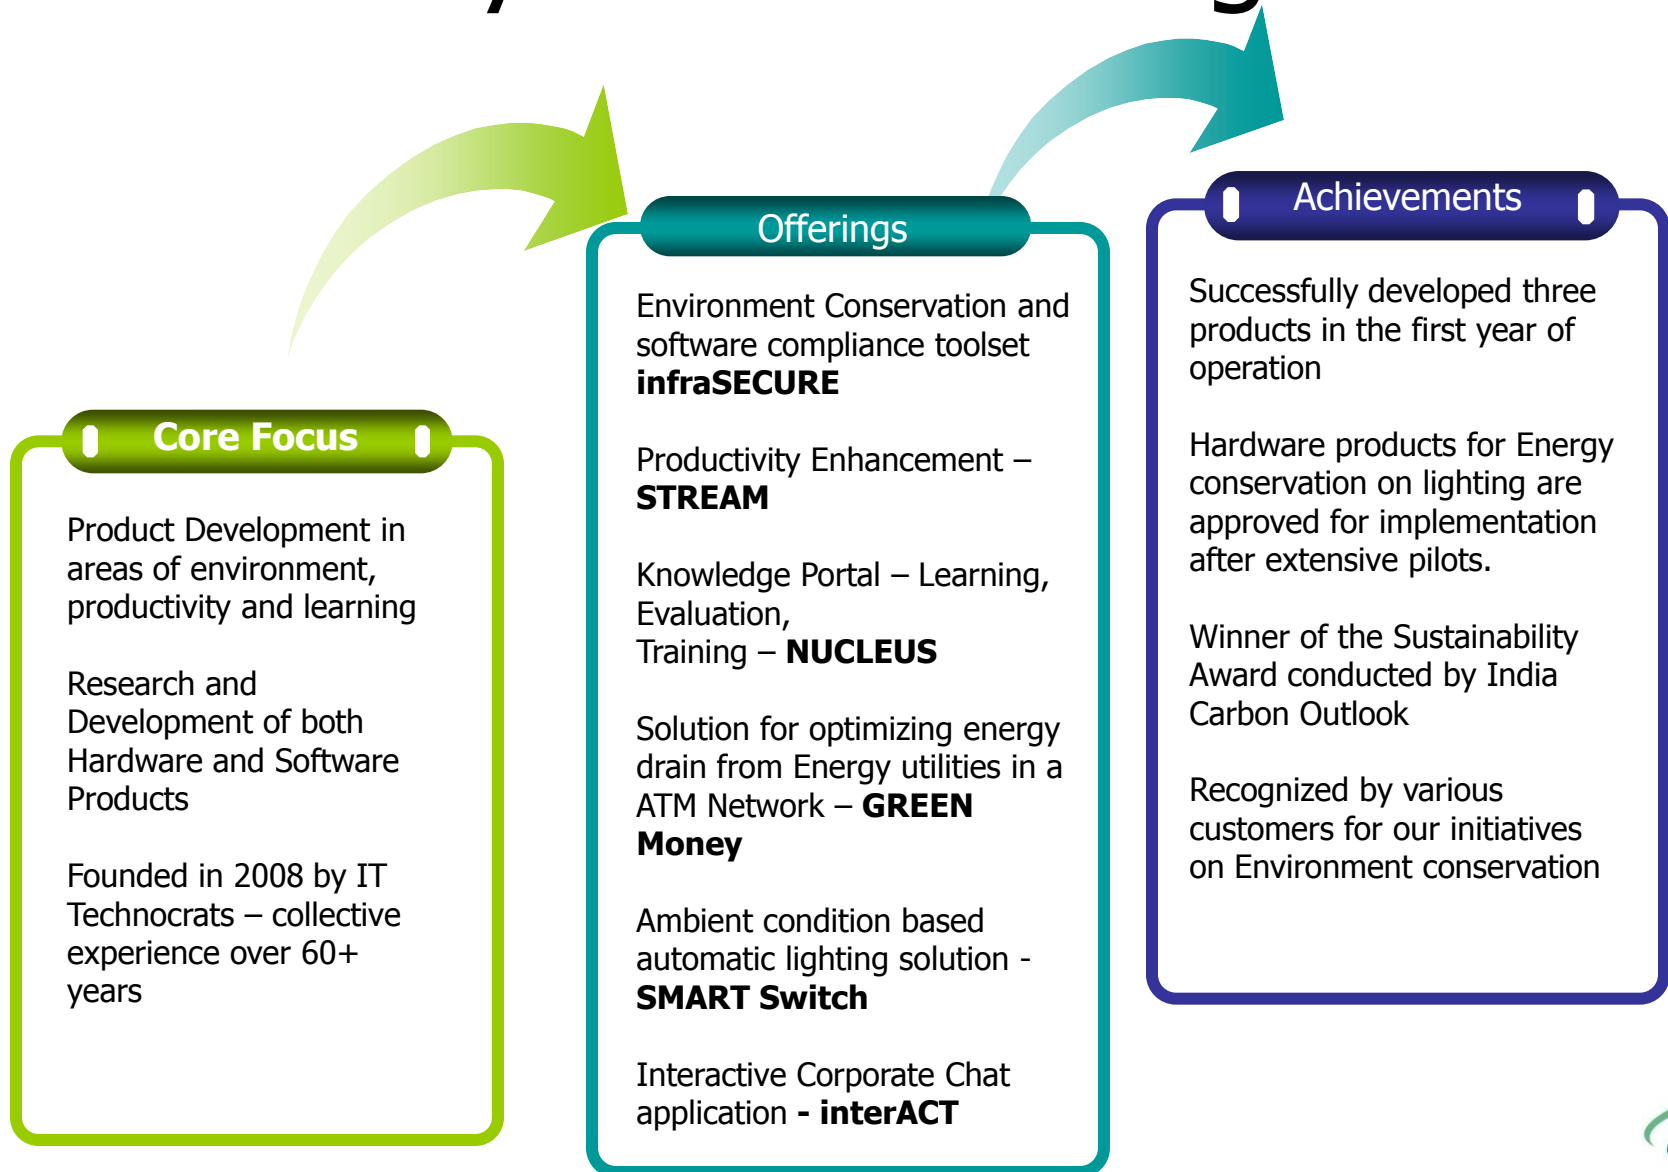 Core Focus
Product Development in
areas of environment,
productivity and learning
Research and
Development of both
Hardware and Software
Products
Founded in 2008 by IT
Technocrats – collective
experience over 60+
years
Offerings
Environment Conservation and
software compliance toolset
infraSECURE
Productivity Enhancement –
STREAM
Knowledge Portal – Learning,
Evaluation,
Training – NUCLEUS
Solution for optimizing energy
drain from Energy utilities in a
ATM Network – GREEN
Money
Ambient condition based
automatic lighting solution -
SMART Switch
Interactive Corporate Chat
application - interACT
Achievements
Successfully developed three
products in the first year of
operation
Hardware products for Energy
conservation on lighting are
approved for implementation
after extensive pilots.
Winner of the Sustainability
Award conducted by India
Carbon Outlook
Recognized by various
customers for our initiatives
on Environment conservation